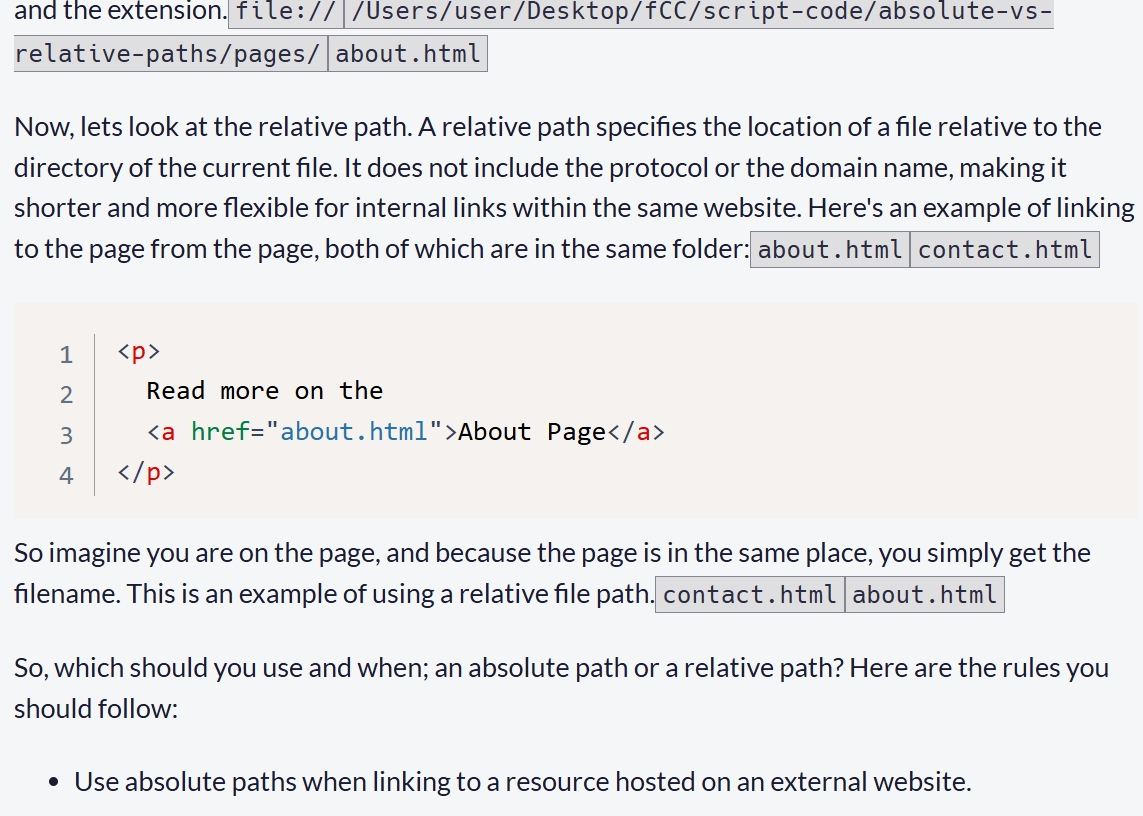 and the extension. file:// /Users/user/Desktop/fCC/script-code/absolute-vs-
relative-paths/pages/ about.html
Now, lets look at the relative path. A relative path specifies the location of a file relative to the
directory of the current file. It does not include the protocol or the domain name, making it
shorter and more flexible for internal links within the same website. Here's an example of linking
to the page from the page, both of which are in the same folder: about.html contact.html
1 <p>
2 Read more on the
3 <a href="about.html">About Page</a>
4 </p>
So imagine you are on the page, and because the page is in the same place, you simply get the
filename. This is an example of using a relative file path. contact.html about.html
So, which should you use and when; an absolute path or a relative path? Here are the rules you
should follow:
• Use absolute paths when linking to a resource hosted on an external website.